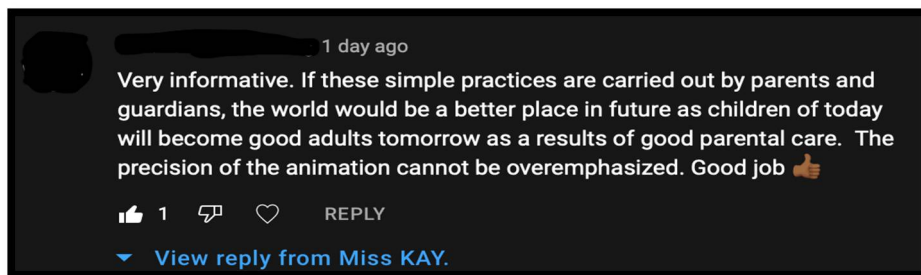 1 day ago
Very informative. If these simple practices are carried out by parents and
guardians, the world would be a better place in future as children of today
will become good adults tomorrow as a results of good parental care. The
precision of the animation cannot be overemphasized. Good job 👍🏾
1 REPLY
View reply from Miss KAY.